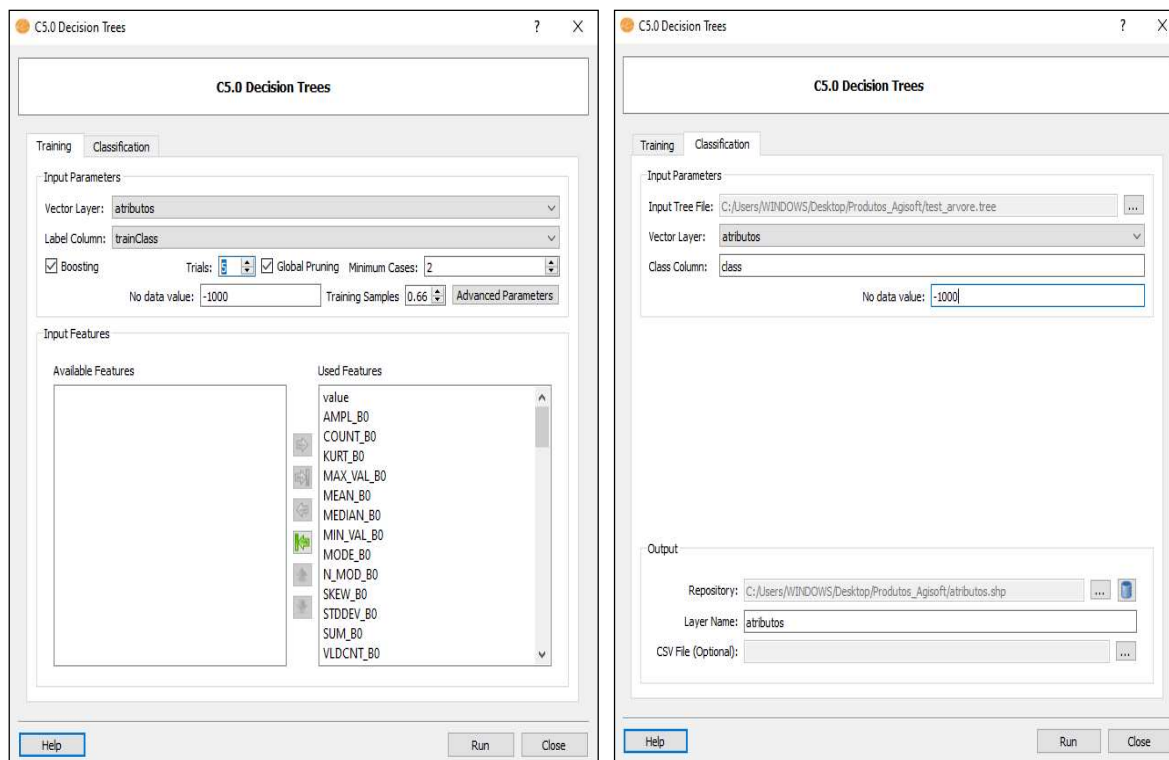 C5.0 Decision Trees
?
X
C5.0 Decision Trees
Training
Classification
Input Parameters
Vector Layer: atributos
Label Column: trainClass
Boosting Trials: 5 Global Pruning Minimum Cases: 2
No data value: -1000 Training Samples 0.66 Advanced Parameters
Input Features
Available Features
Used Features
value
AMPL_B0
COUNT_B0
KURT_B0
MAX_VAL_B0
MEAN_B0
MEDIAN_B0
MIN_VAL_B0
MODE_B0
N_MOD_B0
SKEW_B0
STDDEV_B0
SUM_B0
VLDCNT_B0
Help
Run
Close
C5.0 Decision Trees
?
X
C5.0 Decision Trees
Training
Classification
Input Parameters
Input Tree File: C:/Users/WINDOWS/Desktop/Produtos_Agisoft/test_arvore.tree ...
Vector Layer: atributos
Class Column: class
No data value: -1000
Output
Repository: C:/Users/WINDOWS/Desktop/Produtos_Agisoft/atributos.shp ...
Layer Name: atributos
CSV File (Optional): ...
Help
Run
Close